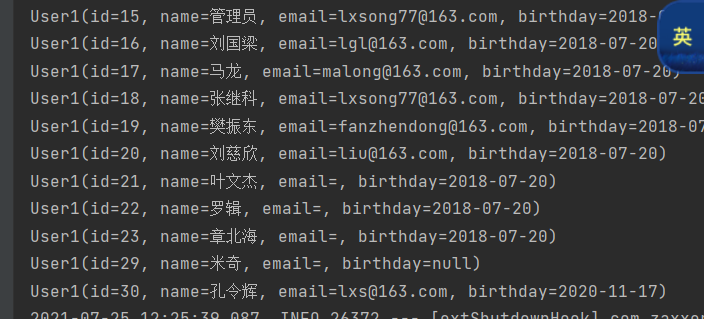 User1(id=15, name=管理员, email=lxsong77@163.com, birthday=2018-
英
User1(id=16, name=刘国梁, email=lgl@163.com, birthday=2018-07-20
User1(id=17, name=马龙, email=malong@163.com, birthday=2018-07-20)
User1(id=18, name=张继科, email=lxsong77@163.com, birthday=2018-07-20
User1(id=19, name=樊振东, email=fanzhendong@163.com, birthday=2018-07
User1(id=20, name=刘慈欣, email=liu@163.com, birthday=2018-07-20)
User1(id=21, name=叶文杰, email=, birthday=2018-07-20)
User1(id=22, name=罗辑, email=, birthday=2018-07-20)
User1(id=23, name=章北海, email=, birthday=2018-07-20)
User1(id=29, name=米奇, email=, birthday=null)
User1(id=30, name=孔令辉, email=lxs@163.com, birthday=2020-11-17)
2021-07-25 12:25:39.087  INFO 26372 --- [extShutdownHook] com.zaxxer